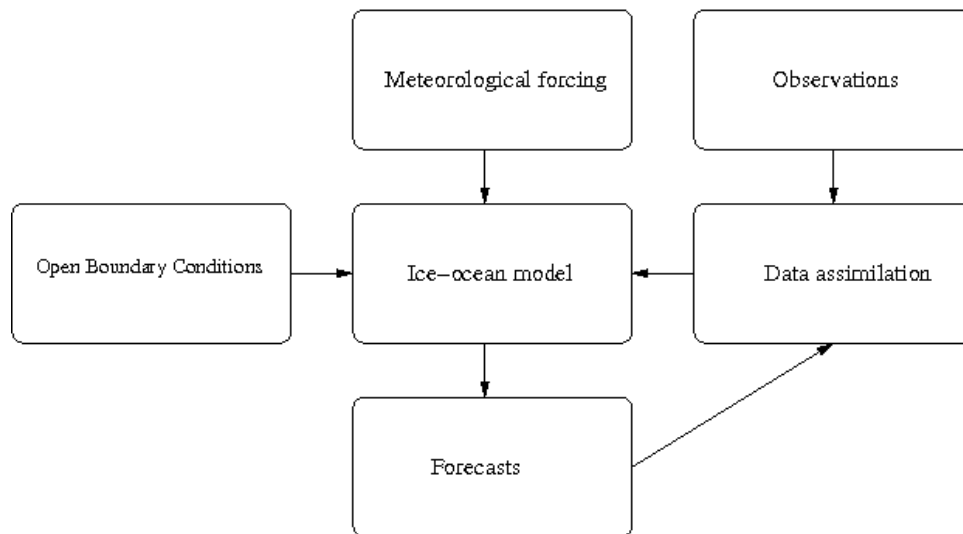 Meteorological forcing
Observations
Open Boundary Conditions
Ice-ocean model
Data assimilation
Forecasts